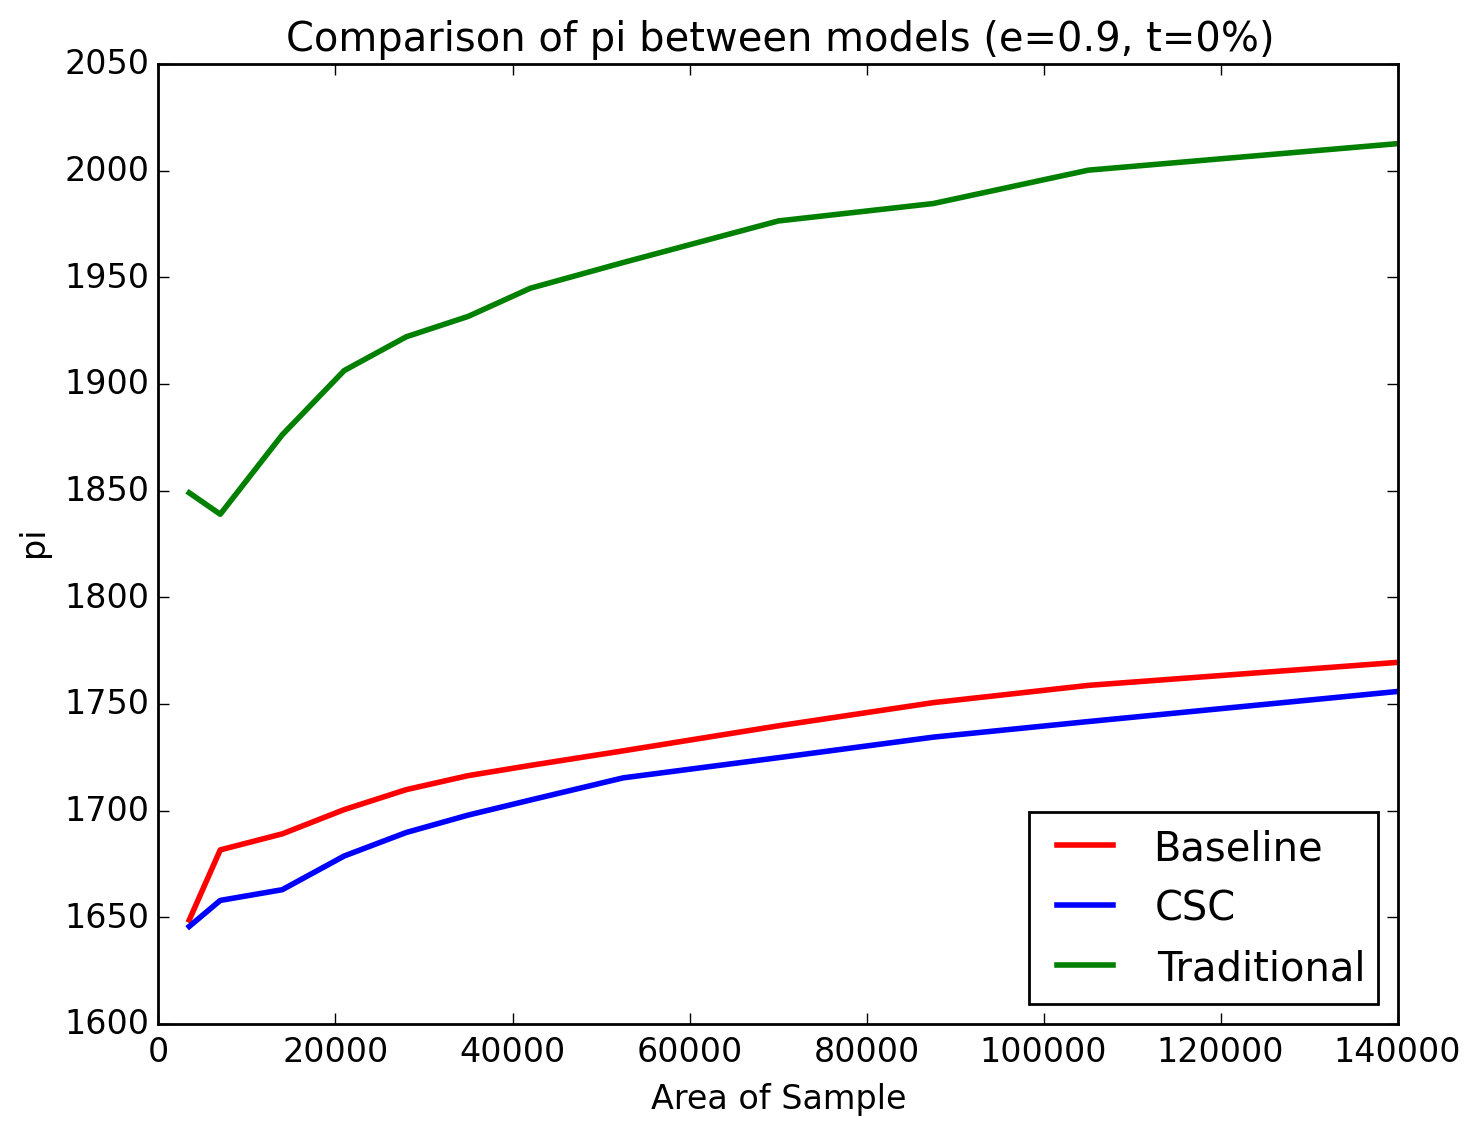 Comparison of pi between models (e=0.9, t=0%)
2050
2000
1950
1900
1850
1800
1750
1700
1650
1600
pi
0 20000 40000 60000 80000 100000 120000 140000
Area of Sample
Baseline
CSC
Traditional